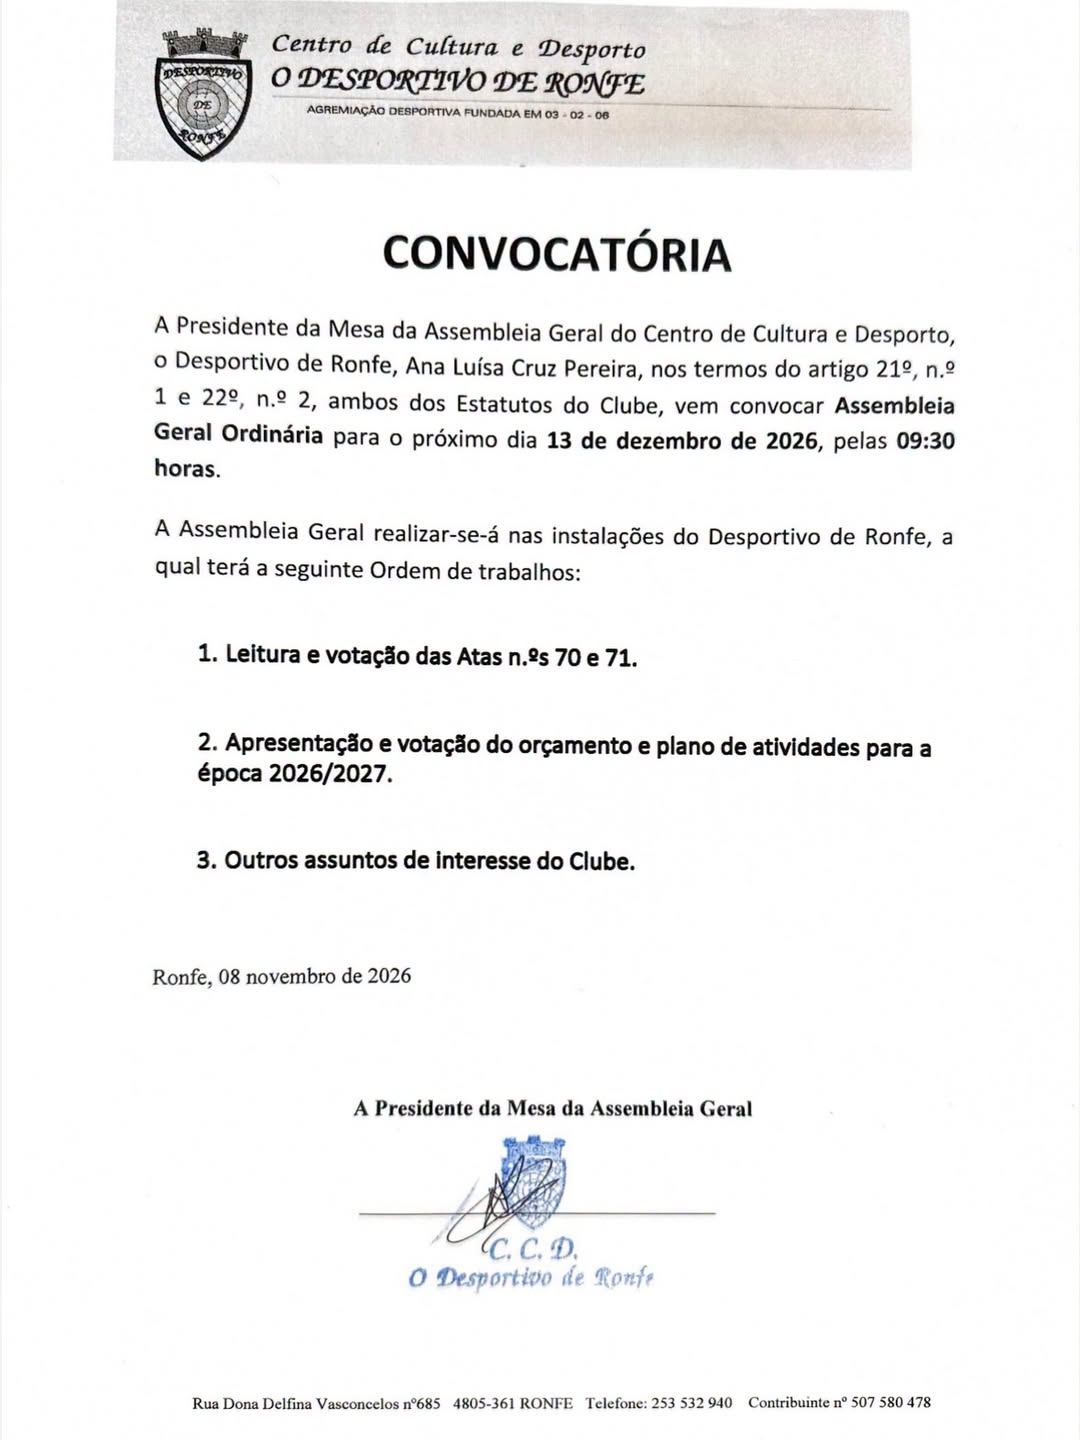 DESPORTIVO
DE
RONFE
Centro de Cultura e Desporto
O DESPORTIVO DE RONFE
AGREMIAÇÃO DESPORTIVA FUNDADA EM 03 - 02 - 06
CONVOCATÓRIA
A Presidente da Mesa da Assembleia Geral do Centro de Cultura e Desporto,
o Desportivo de Ronfe, Ana Luísa Cruz Pereira, nos termos do artigo 21º, n.º
1 e 22º, n.º 2, ambos dos Estatutos do Clube, vem convocar Assembleia
Geral Ordinária para o próximo dia 13 de dezembro de 2026, pelas 09:30
horas.
A Assembleia Geral realizar-se-á nas instalações do Desportivo de Ronfe, a
qual terá a seguinte Ordem de trabalhos:
1. Leitura e votação das Atas n.ºs 70 e 71.
2. Apresentação e votação do orçamento e plano de atividades para a
época 2026/2027.
3. Outros assuntos de interesse do Clube.
Ronfe, 08 novembro de 2026
A Presidente da Mesa da Assembleia Geral
C. C. D.
O Desportivo de Ronfe
Rua Dona Delfina Vasconcelos nº685 4805-361 RONFE Telefone: 253 532 940 Contribuinte nº 507 580 478